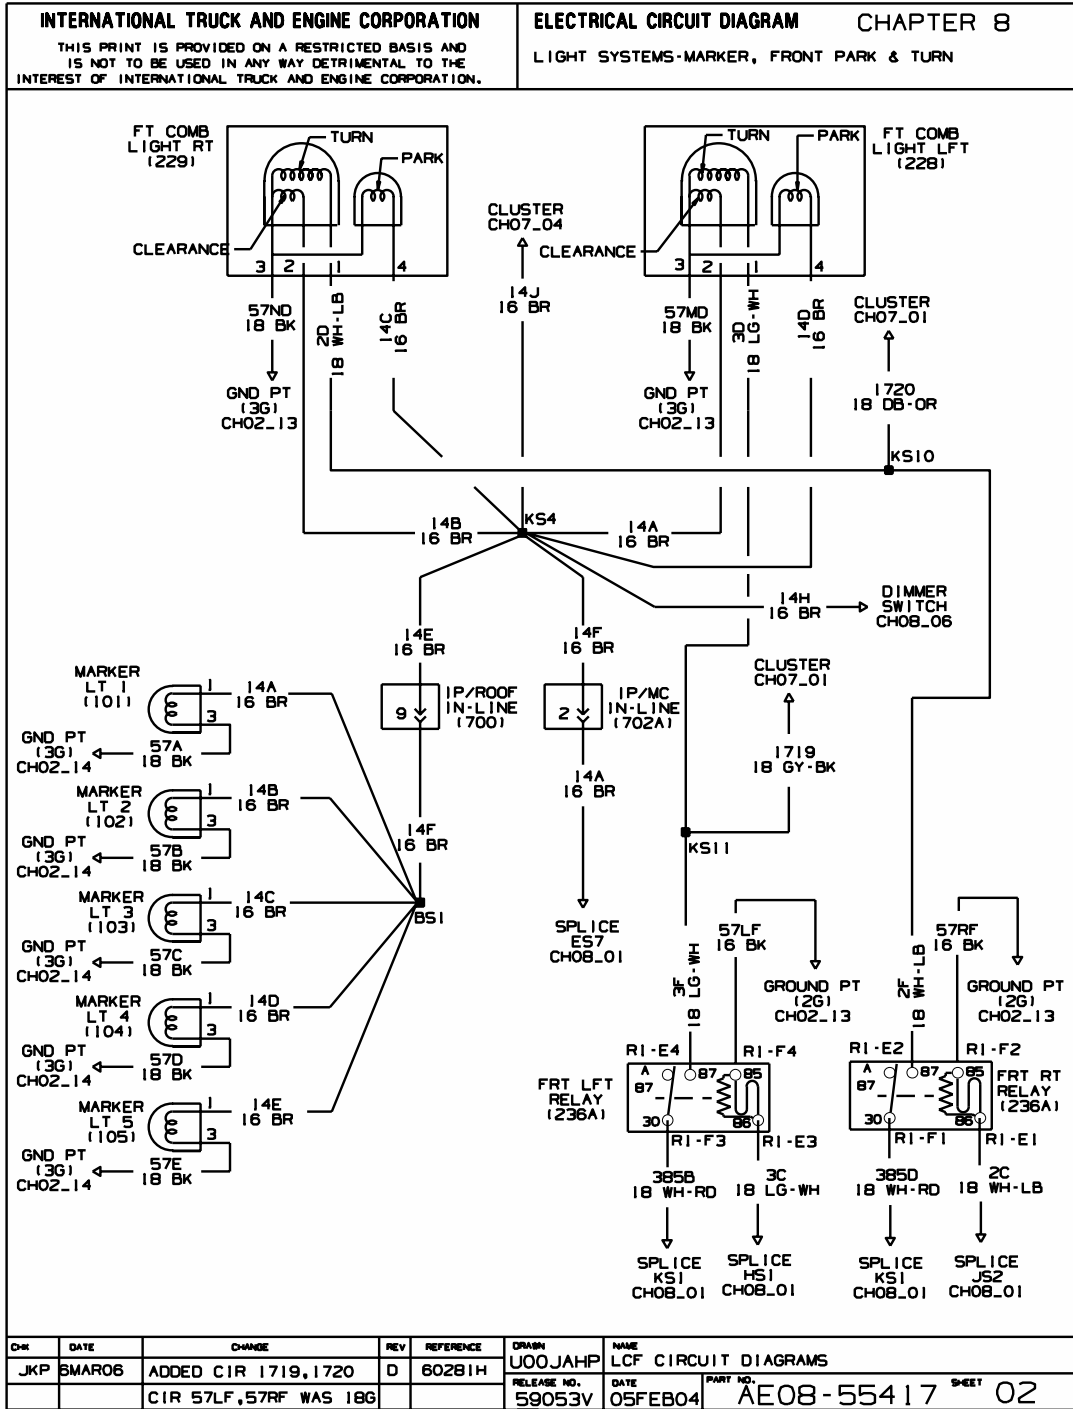 INTERNATIONAL TRUCK AND ENGINE CORPORATION
THIS PRINT IS PROVIDED ON A RESTRICTED BASIS AND
IS NOT TO BE USED IN ANY WAY DETRIMENTAL TO THE
INTEREST OF INTERNATIONAL TRUCK AND ENGINE CORPORATION.
ELECTRICAL CIRCUIT DIAGRAM CHAPTER 8
LIGHT SYSTEMS-MARKER, FRONT PARK & TURN
FT COMB
LIGHT RT
(229)
TURN
PARK
CLEARANCE
3 2 1 4
57ND
18 BK
2D
18 WH-LB
14C
16 BR
GND PT
(3G)
CH02_13
CLUSTER
CH07_04
14J
16 BR
TURN
PARK
FT COMB
LIGHT LFT
(228)
CLEARANCE
3 2 1 4
57MD
18 BK
3D
18 LG-WH
14D
16 BR
GND PT
(3G)
CH02_13
CLUSTER
CH07_01
1720
18 DB-OR
KS10
KS4
14B
16 BR
14A
16 BR
14H
16 BR
DIMMER
SWITCH
CH08_06
14E
16 BR
14F
16 BR
9
IP/ROOF
IN-LINE
(700)
2
IP/MC
IN-LINE
(702A)
CLUSTER
CH07_01
1719
18 GY-BK
14A
16 BR
KS11
14F
16 BR
BS1
SPLICE
ES7
CH08_01
MARKER
LT 1
(101)
1
14A
16 BR
3
57A
18 BK
GND PT
(3G)
CH02_14
MARKER
LT 2
(102)
1
14B
16 BR
3
57B
18 BK
GND PT
(3G)
CH02_14
MARKER
LT 3
(103)
1
14C
16 BR
3
57C
18 BK
GND PT
(3G)
CH02_14
MARKER
LT 4
(104)
1
14D
16 BR
3
57D
18 BK
GND PT
(3G)
CH02_14
MARKER
LT 5
(105)
1
14E
16 BR
3
57E
18 BK
GND PT
(3G)
CH02_14
3F
18 LG-WH
57LF
16 BK
GROUND PT
(2G)
CH02_13
2F
18 WH-LB
57RF
16 BK
GROUND PT
(2G)
CH02_13
R1-E4
R1-F4
FRT LFT
RELAY
(236A)
A
87
87
85
30
86
R1-F3
R1-E3
385B
18 WH-RD
3C
18 LG-WH
SPLICE
KS1
CH08_01
SPLICE
HS1
CH08_01
R1-E2
R1-F2
A
87
87
85
30
86
FRT RT
RELAY
(236A)
R1-F1
R1-E1
385D
18 WH-RD
2C
18 WH-LB
SPLICE
KS1
CH08_01
SPLICE
JS2
CH08_01
CHK DATE CHANGE REV REFERENCE
JKP 6MAR06 ADDED CIR 1719,1720 D 60281H
CIR 57LF,57RF WAS 18G
DRAWN
U00JAHP
NAME
LCF CIRCUIT DIAGRAMS
RELEASE NO.
59053V
DATE
05FEB04
PART NO.
AE08-55417
SHEET 02